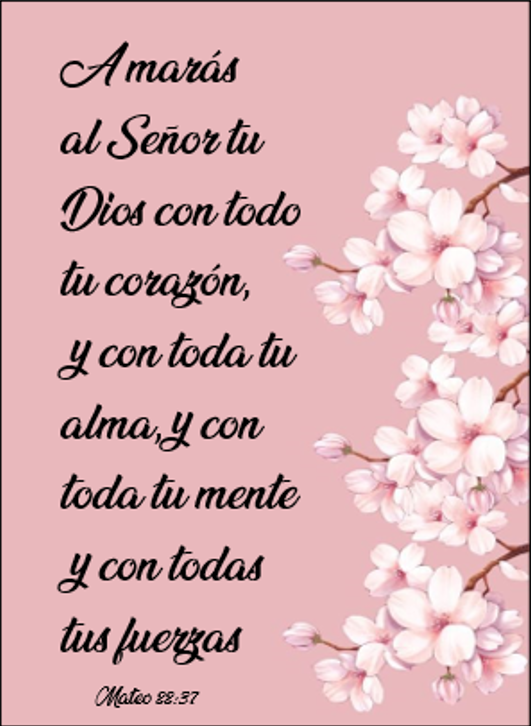 Amarás
al Señor tu
Dios con todo
tu corazón,
y con toda tu
alma,y con
toda tu mente
y con todas
tus fuerzas
Mateo 22:37